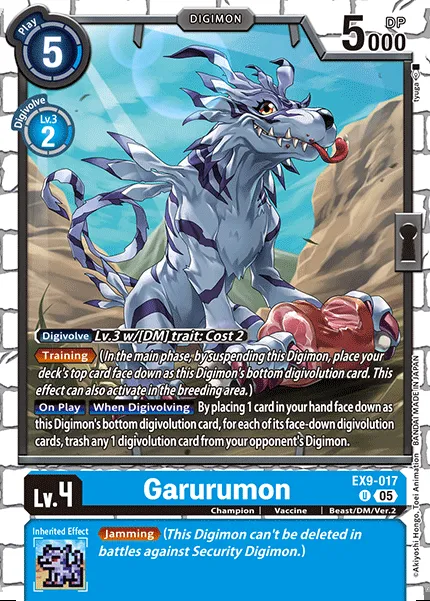 DIGIMON
Play
5
5000
DP
Digivolve
Lv.3
2
fyuga
Digivolve Lv.3 w/[DM] trait: Cost 2
Training (In the main phase, by suspending this Digimon, place your
deck's top card face down as this Digimon's bottom digivolution card. This
effect can also activate in the breeding area.)
On Play When Digivolving By placing 1 card in your hand face down as
this Digimon's bottom digivolution card, for each of its face-down digivolution
cards, trash any 1 digivolution card from your opponent's Digimon.
Lv.4
Garurumon
EX9-017
U 05
Champion | Vaccine | Beast/DM/Ver.2
Inherited Effect
Jamming (This Digimon can't be deleted in
battles against Security Digimon.)
©Akiyoshi Hongo, Toei Animation BANDAI MADE IN JAPAN